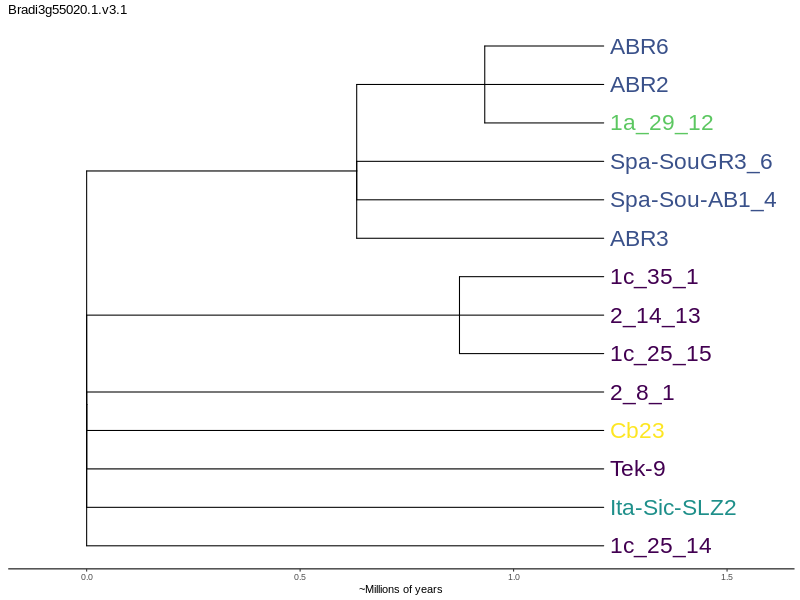 Bradi3g55020.1.v3.1
ABR6
ABR2
1a_29_12
Spa-SouGR3_6
Spa-Sou-AB1_4
ABR3
1c_35_1
2_14_13
1c_25_15
2_8_1
Cb23
Tek-9
Ita-Sic-SLZ2
1c_25_14
0.0 0.5 1.0 1.5
~Millions of years